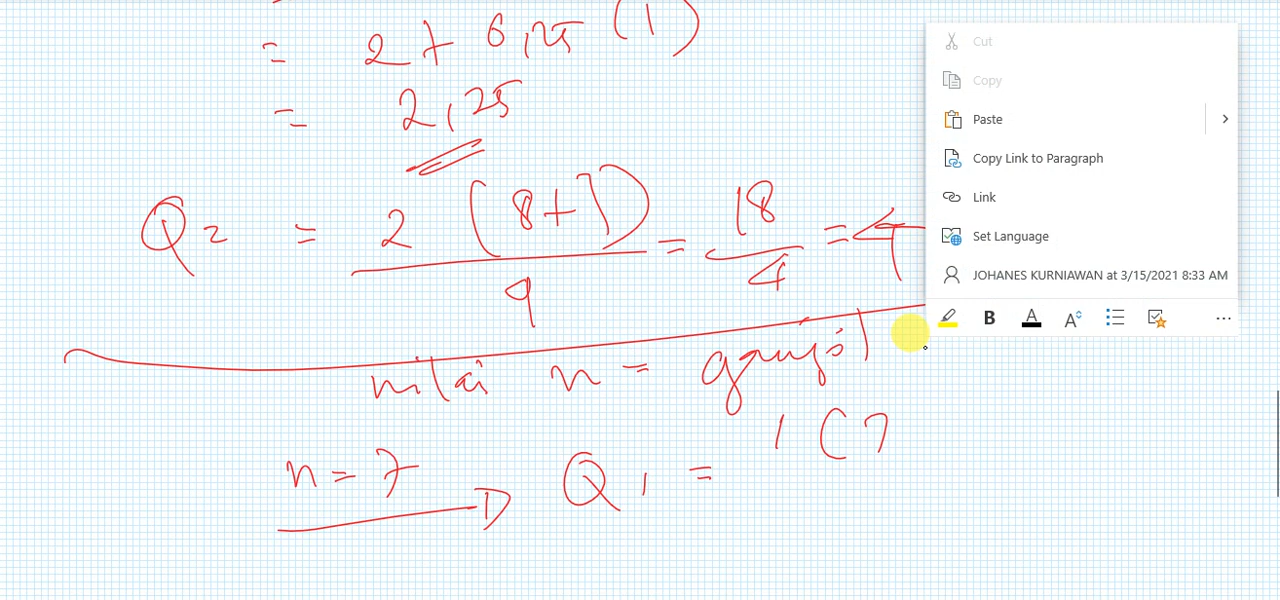 = 2 + 6,25 (1)
= 2,25
Q2 = 2 (8+1) / 4 = 18 / 4 = 4
nilai n = ganjil
n = 7 → Q1 = 1 (7
Cut
Copy
Paste
Copy Link to Paragraph
Link
Set Language
JOHANES KURNIAWAN at 3/15/2021 8:33 AM
B A A